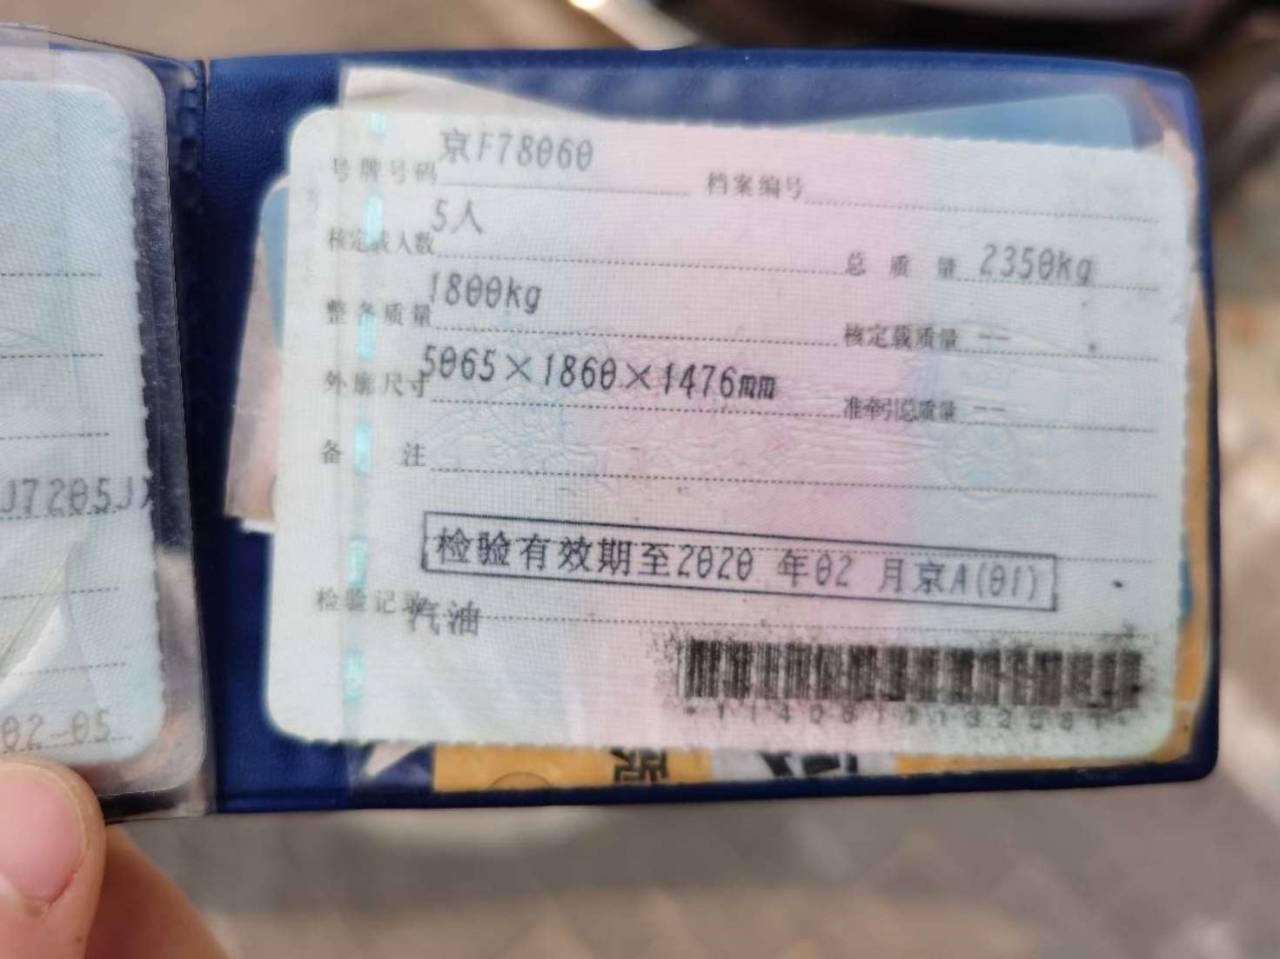 号牌号码 京F78060 档案编号
核定载人数 5人 总质量 2350kg
整备质量 1800kg 核定载质量 --
外廓尺寸 5065×1860×1476mm 准牵引总质量 --
备注
检验有效期至2020 年02 月京A(01)
检验记录 汽油
J7205J
02-05